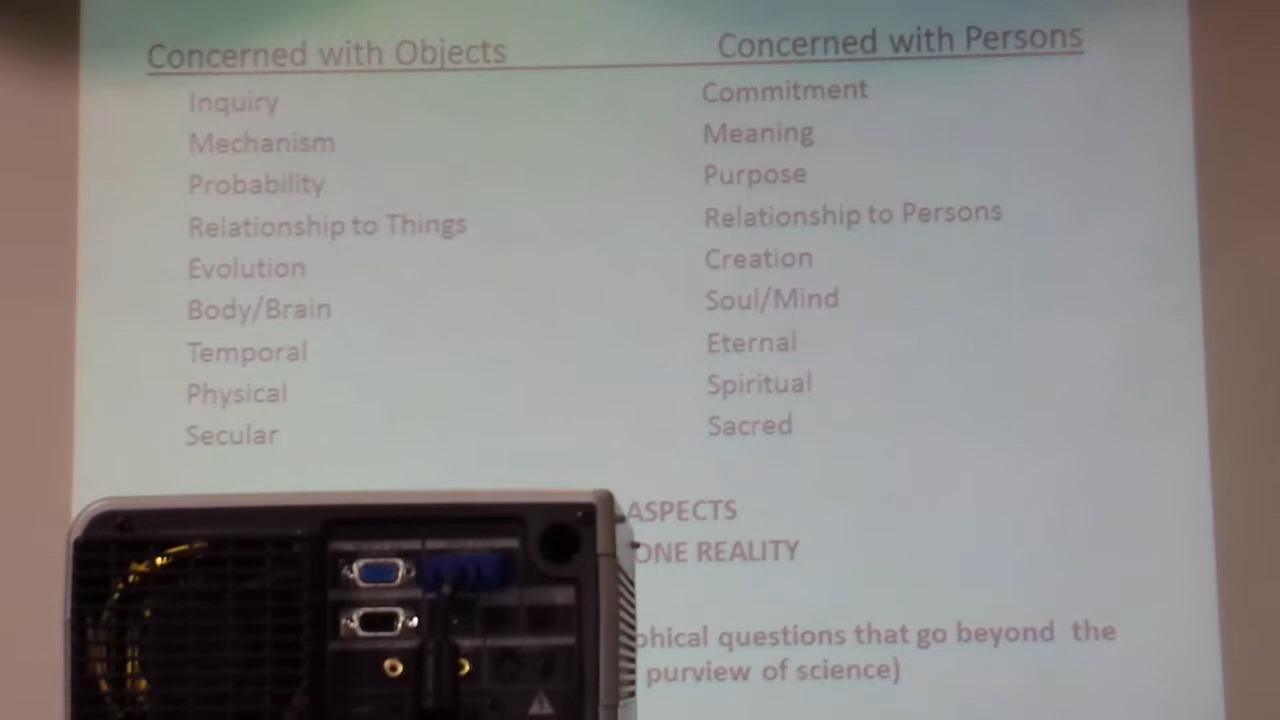 Concerned with Objects Concerned with Persons
Inquiry Commitment
Mechanism Meaning
Probability Purpose
Relationship to Things Relationship to Persons
Evolution Creation
Body/Brain Soul/Mind
Temporal Eternal
Physical Spiritual
Secular Sacred
ASPECTS
ONE REALITY
questions that go beyond the
purview of science)